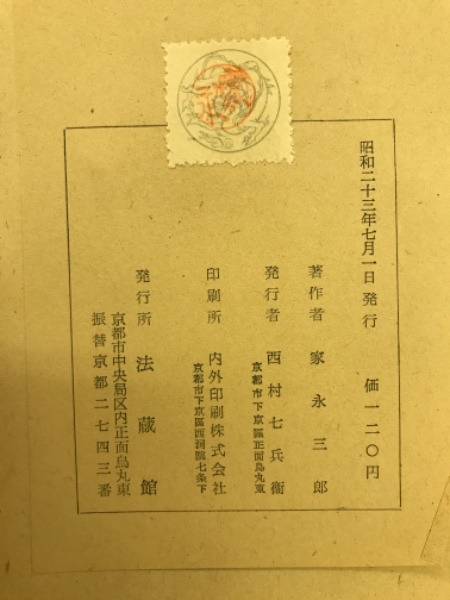 昭和二十三年七月一日発行 価一二〇円
著作者 家永三郎
発行者 西村七兵衛
京都市下京區正面烏丸東
印刷所 内外印刷株式会社
京都市下京區西洞院七条下
発行所 法蔵館
京都市中央局区内正面烏丸東
振替京都二七四三番